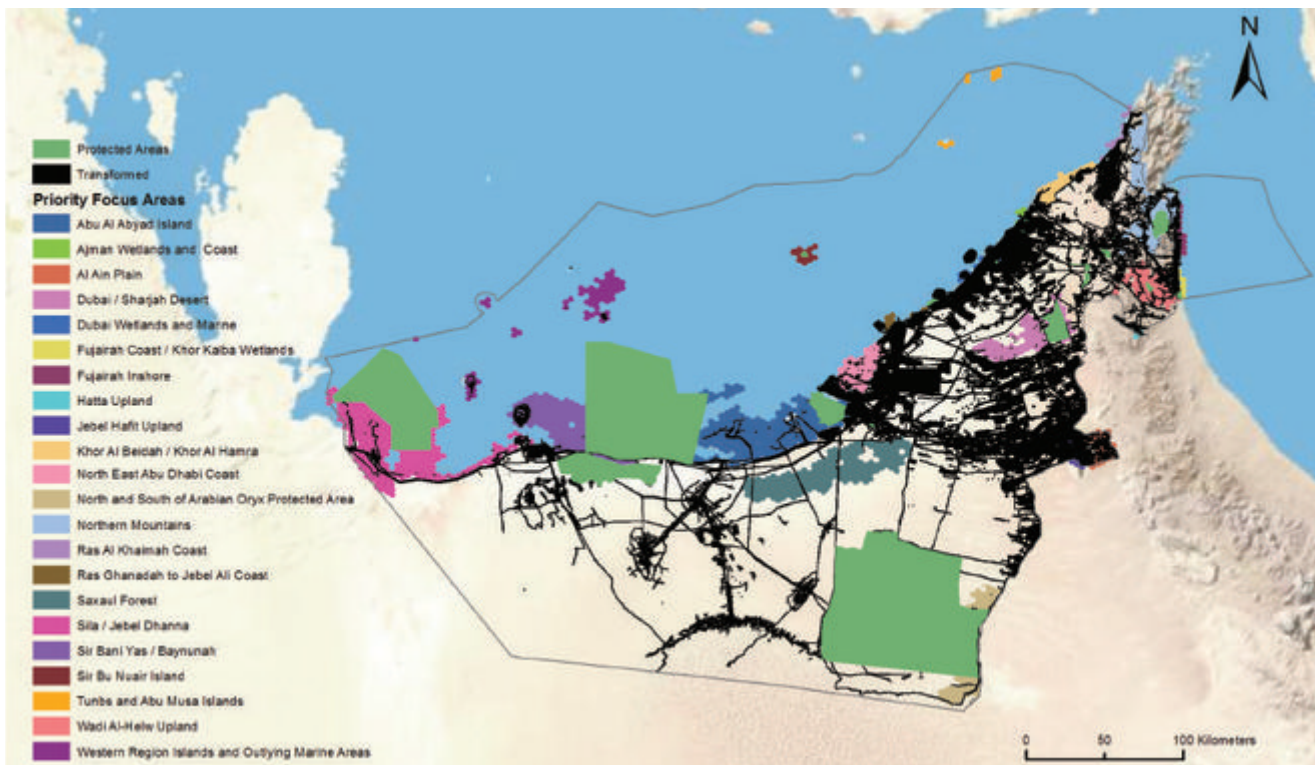 N
Protected Areas
Transformed
Priority Focus Areas
Abu Al Abyad Island
Ajman Wetlands and Coast
Al Ain Plain
Dubai / Sharjah Desert
Dubai Wetlands and Marine
Fujairah Coast / Khor Kalba Wetlands
Fujairah Inshore
Hatta Upland
Jebel Hafit Upland
Khor Al Beidah / Khor Al Hamra
North East Abu Dhabi Coast
North and South of Arabian Oryx Protected Area
Northern Mountains
Ras Al Khaimah Coast
Ras Ghanadah to Jebel Ali Coast
Saxaul Forest
Sila / Jebel Dhanna
Sir Bani Yas / Baynunah
Sir Bu Nuair Island
Tunbs and Abu Musa Islands
Wadi Al-Helw Upland
Western Region Islands and Outlying Marine Areas
0 50 100 Kilometers